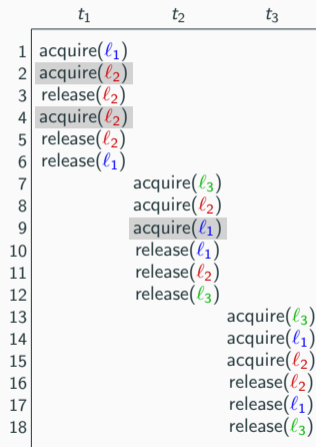 t₁ t₂ t₃
1 acquire(ℓ₁)
2 acquire(ℓ₂)
3 release(ℓ₂)
4 acquire(ℓ₂)
5 release(ℓ₂)
6 release(ℓ₁)
7 acquire(ℓ₃)
8 acquire(ℓ₂)
9 acquire(ℓ₁)
10 release(ℓ₁)
11 release(ℓ₂)
12 release(ℓ₃)
13 acquire(ℓ₃)
14 acquire(ℓ₁)
15 acquire(ℓ₂)
16 release(ℓ₂)
17 release(ℓ₁)
18 release(ℓ₃)